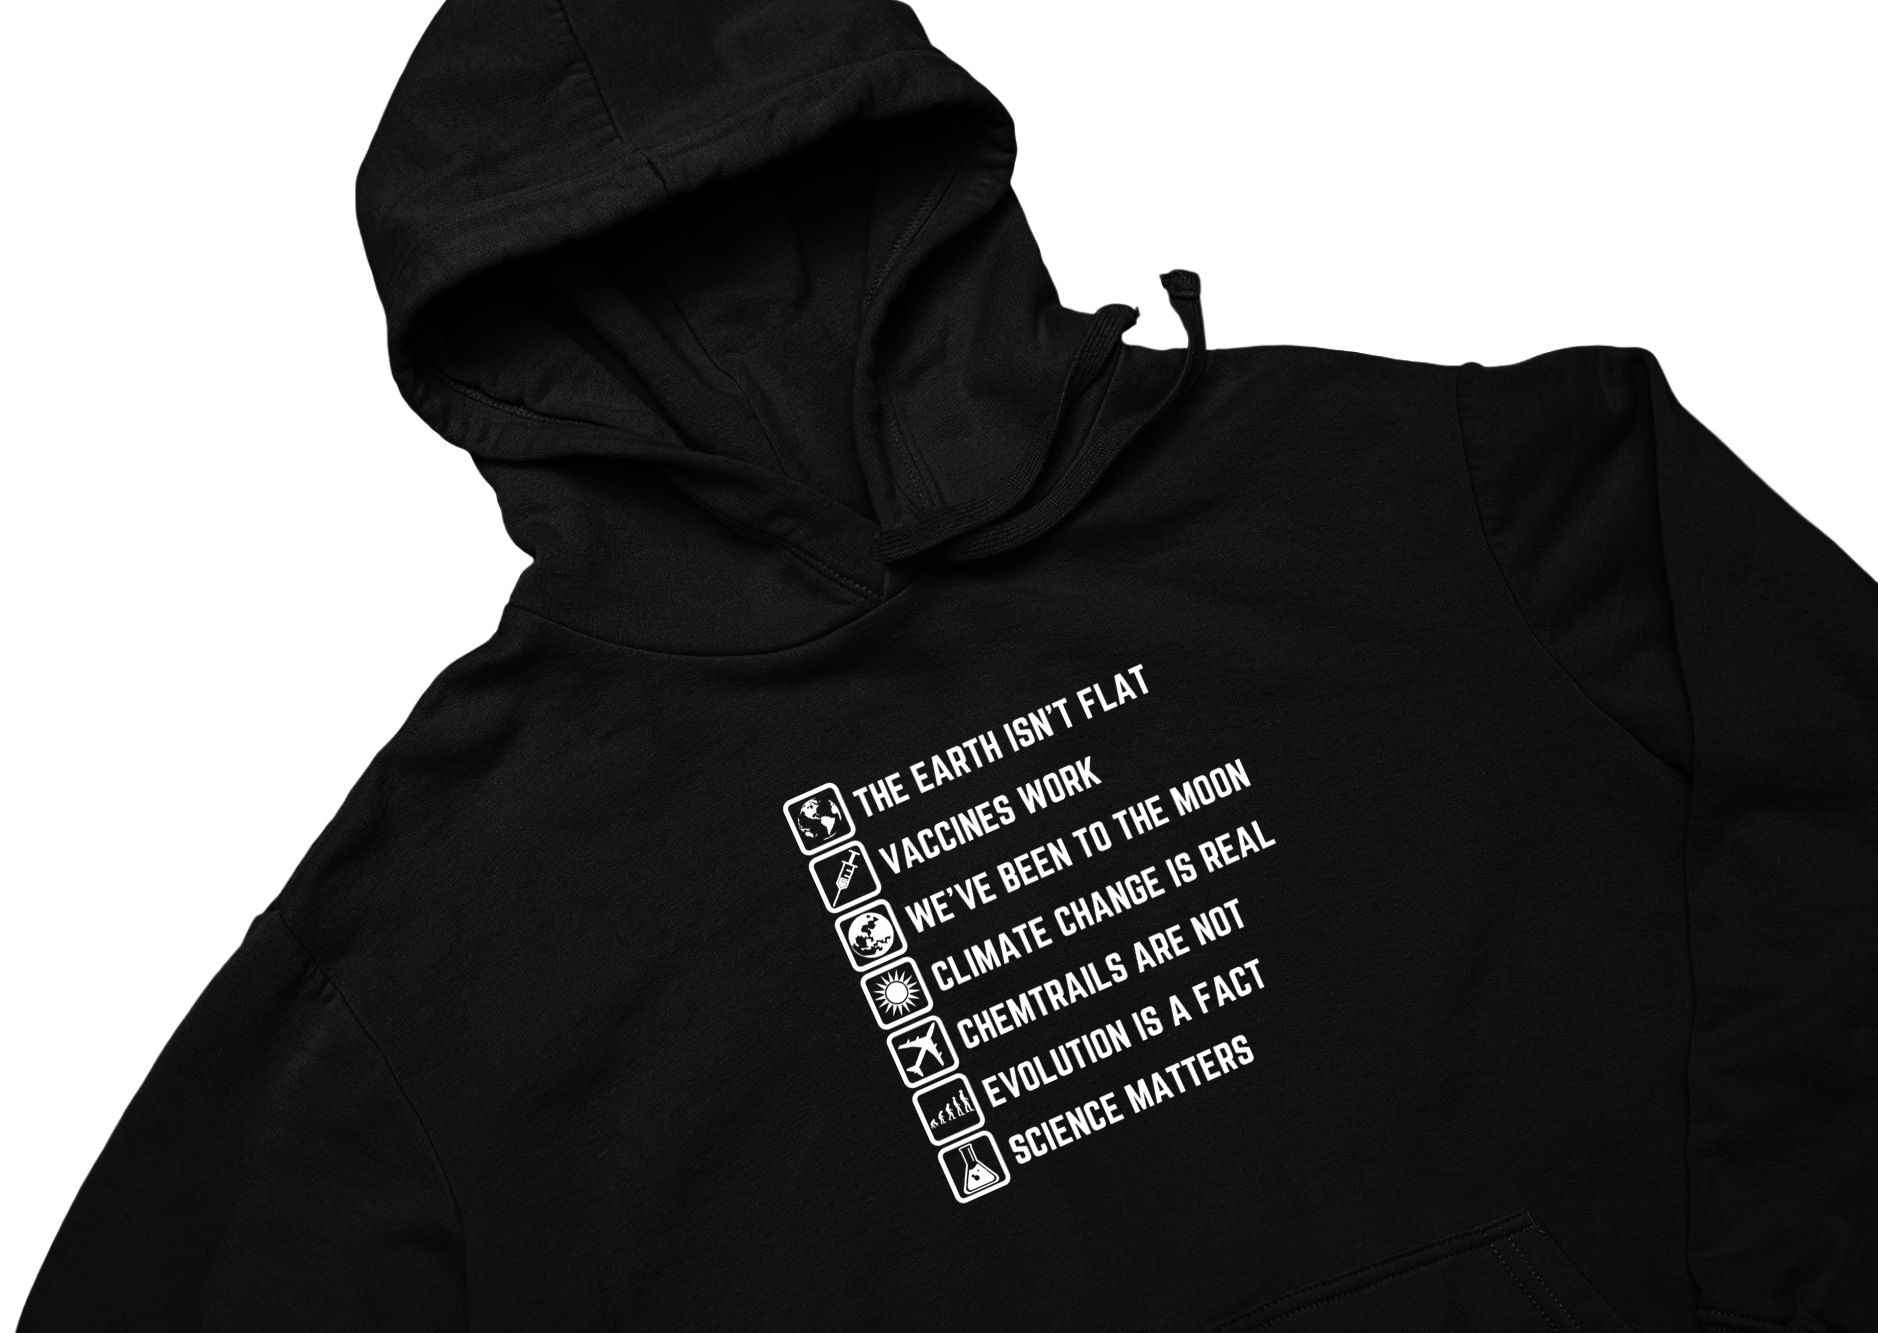 THE EARTH ISN'T FLAT
VACCINES WORK
WE'VE BEEN TO THE MOON
CLIMATE CHANGE IS REAL
CHEMTRAILS ARE NOT
EVOLUTION IS A FACT
SCIENCE MATTERS